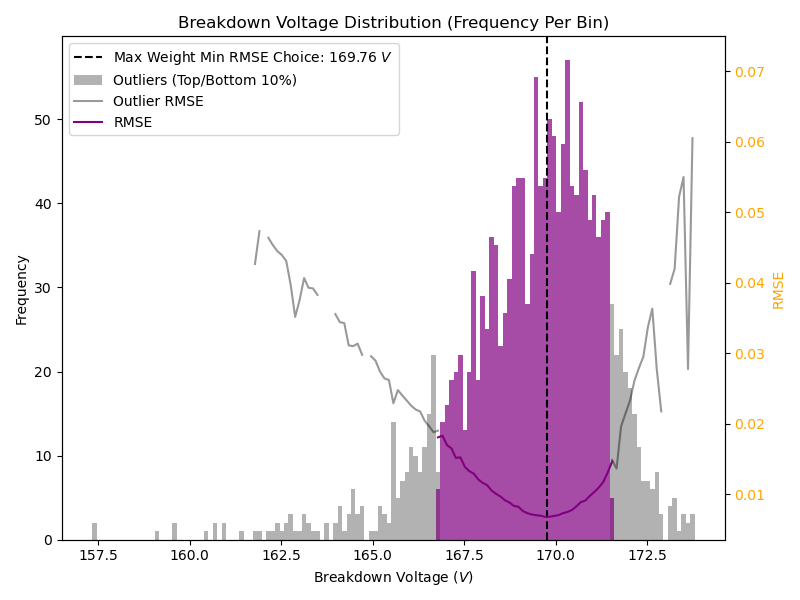 Breakdown Voltage Distribution (Frequency Per Bin)
Max Weight Min RMSE Choice: 169.76 V
Outliers (Top/Bottom 10%)
Outlier RMSE
RMSE
Frequency
50
40
30
20
10
0
0.07
0.06
0.05
0.04
0.03
0.02
0.01
RMSE
157.5 160.0 162.5 165.0 167.5 170.0 172.5
Breakdown Voltage (V)